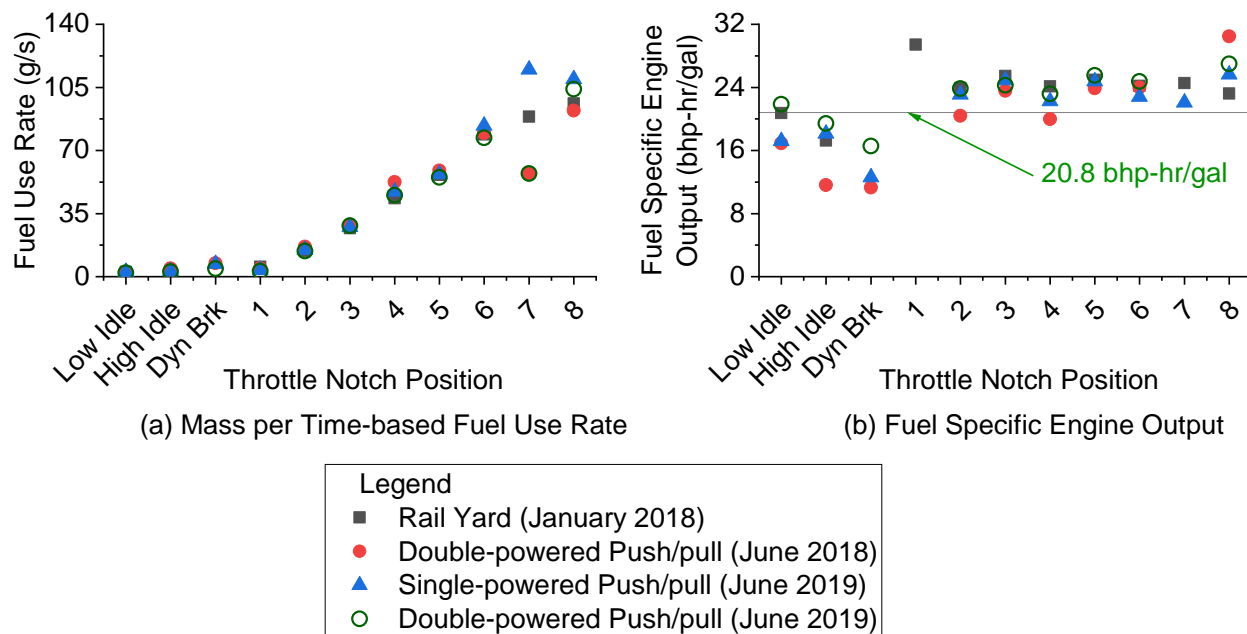 Fuel Use Rate (g/s)
140
105
70
35
0
Low Idle
High Idle
Dyn Brk
1
2
3
4
5
6
7
8
Throttle Notch Position
(a) Mass per Time-based Fuel Use Rate
Fuel Specific Engine
Output (bhp-hr/gal)
32
24
16
8
0
20.8 bhp-hr/gal
Low Idle
High Idle
Dyn Brk
1
2
3
4
5
6
7
8
Throttle Notch Position
(b) Fuel Specific Engine Output
Legend
Rail Yard (January 2018)
Double-powered Push/pull (June 2018)
Single-powered Push/pull (June 2019)
Double-powered Push/pull (June 2019)